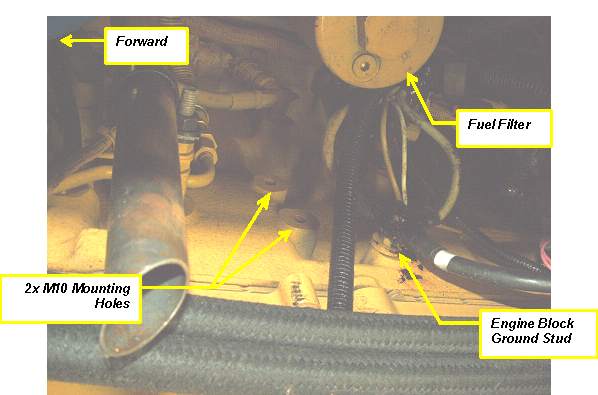 Forward
Fuel Filter
2x M10 Mounting
Holes
Engine Block
Ground Stud